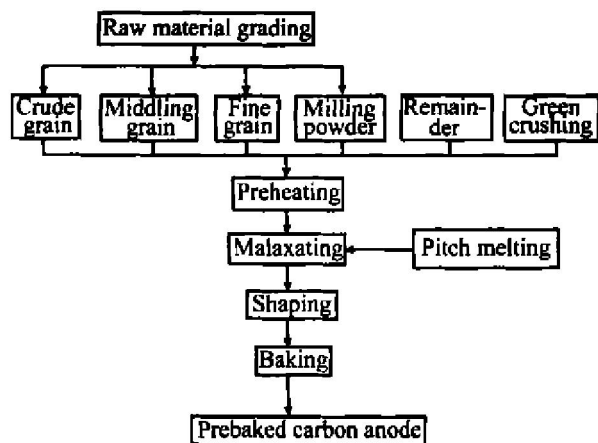 Raw material grading
Crude
grain
Middling
grain
Fine
grain
Milling
powder
Remain-
der
Green
crushing
Preheating
Malaxating
Pitch melting
Shaping
Baking
Prebaked carbon anode